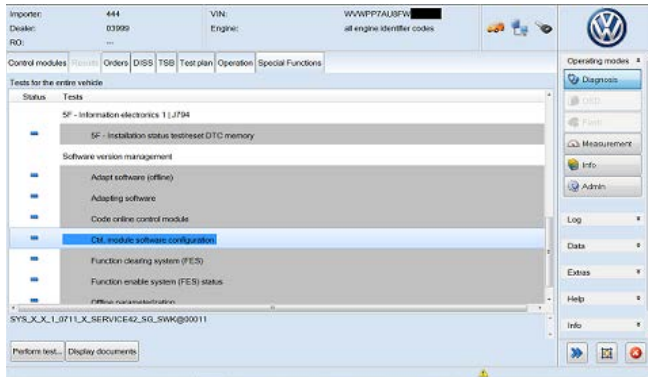 Importer: 444 VIN: WVWPP7AU8FW
Dealer: 03999 Engine: all engine identifier codes
RO: ---
Control modules Results Orders DISS TSB Test plan Operation Special Functions
Operating modes
Tests for the entire vehicle
Diagnosis
Status Tests
OBD
5F - Information electronics 1 | J794
Flash
5F - Installation status test/reset DTC memory
Measurement
Software version management
Info
Adapt software (offline)
Admin
Adapting software
Code online control module
Log
Ctrl. module software configuration
Data
Function clearing system (FES)
Extras
Function enable system (FES) status
Offline parameterization
Help
SYS_X_X_1_0711_X_SERVICE42_SG_SWK@00011
Info
Perform test... Display documents